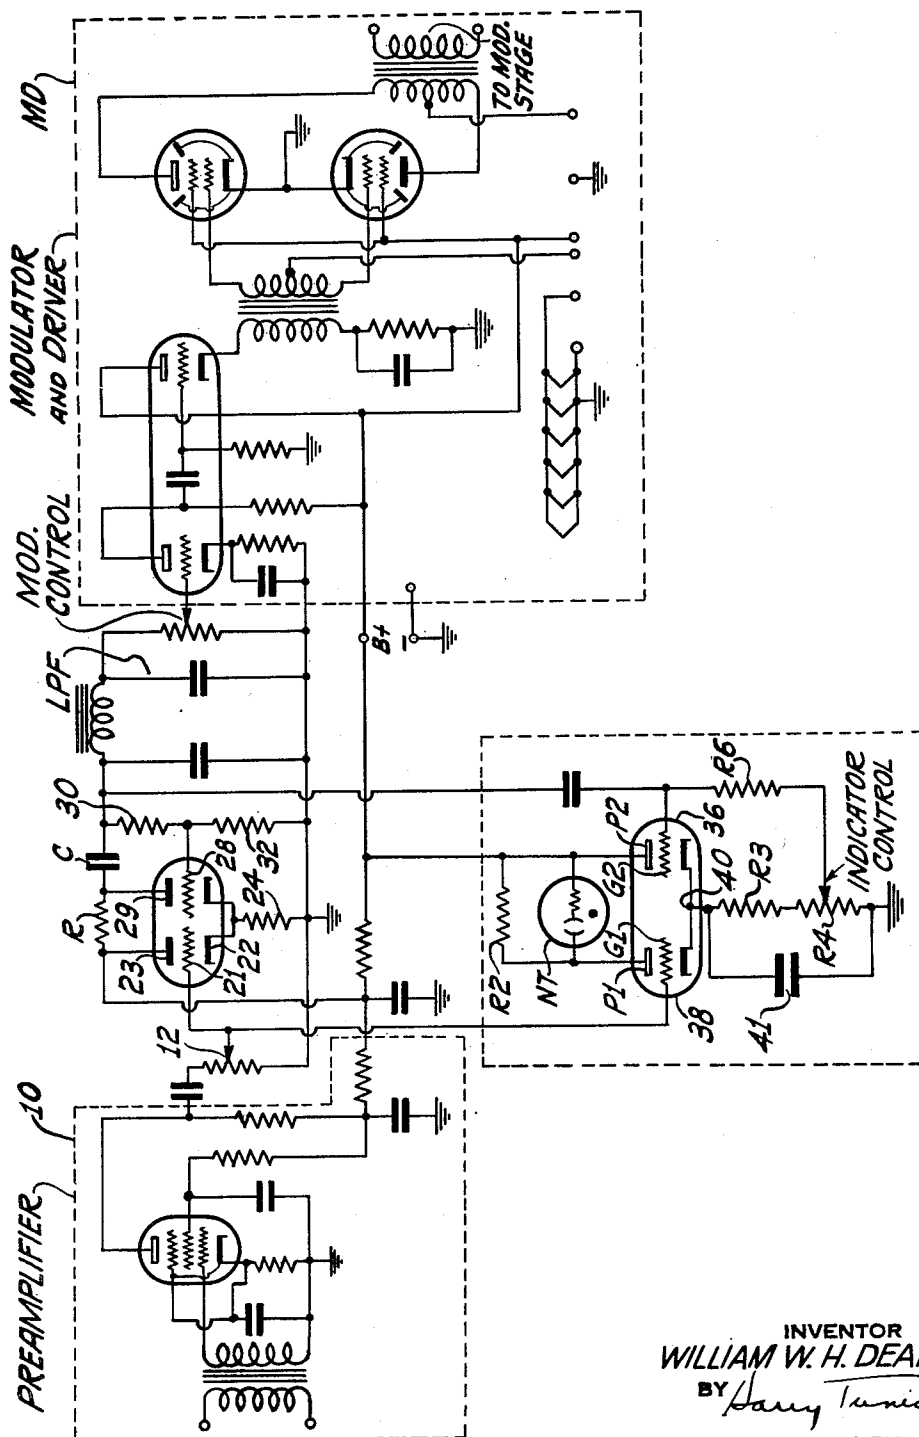 PREAMPLIFIER
10
12
23
R
29
C
30
21
22
24
28
32
LPF
MOD.
CONTROL
MODULATOR
AND DRIVER
MD
TO MOD.
STAGE
B+
-
R2
NT
P1
G1
G2
P2
36
38
40
41
R3
R4
R6
INDICATOR
CONTROL
INVENTOR
WILLIAM W. H.
BY Harry